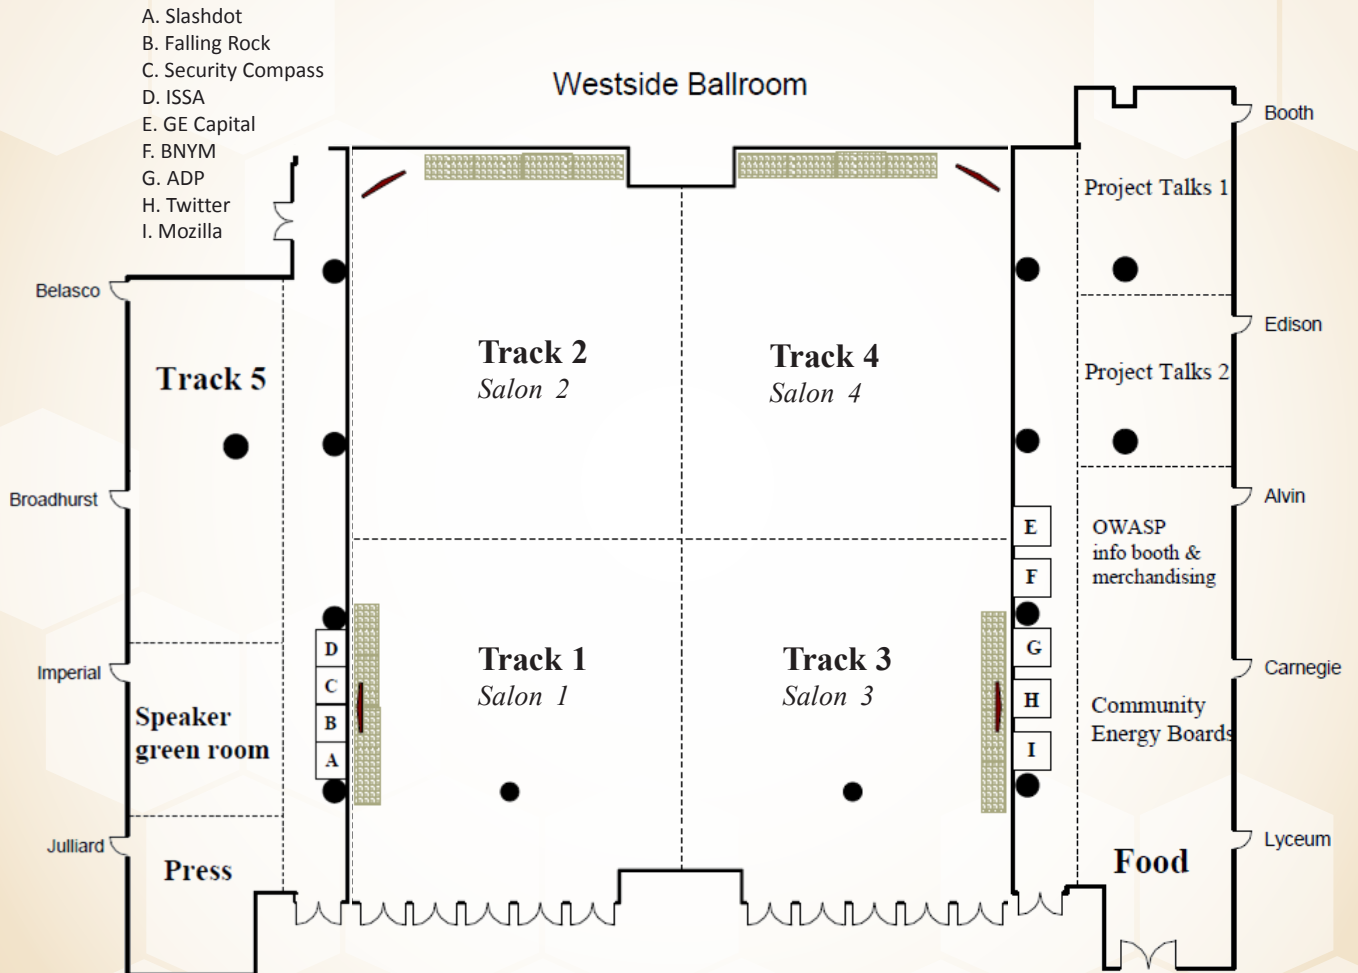 A. Slashdot
B. Falling Rock
C. Security Compass
D. ISSA
E. GE Capital
F. BNYM
G. ADP
H. Twitter
I. Mozilla
Westside Ballroom
Booth
Project Talks 1
Belasco
Edison
Track 5
Track 2
Salon 2
Track 4
Salon 4
Project Talks 2
Broadhurst
Alvin
E
F
OWASP
info booth &
merchandising
D
C
B
A
Track 1
Salon 1
Track 3
Salon 3
G
H
I
Imperial
Carnegie
Speaker
green room
Community
Energy Boards
Julliard
Lyceum
Press
Food